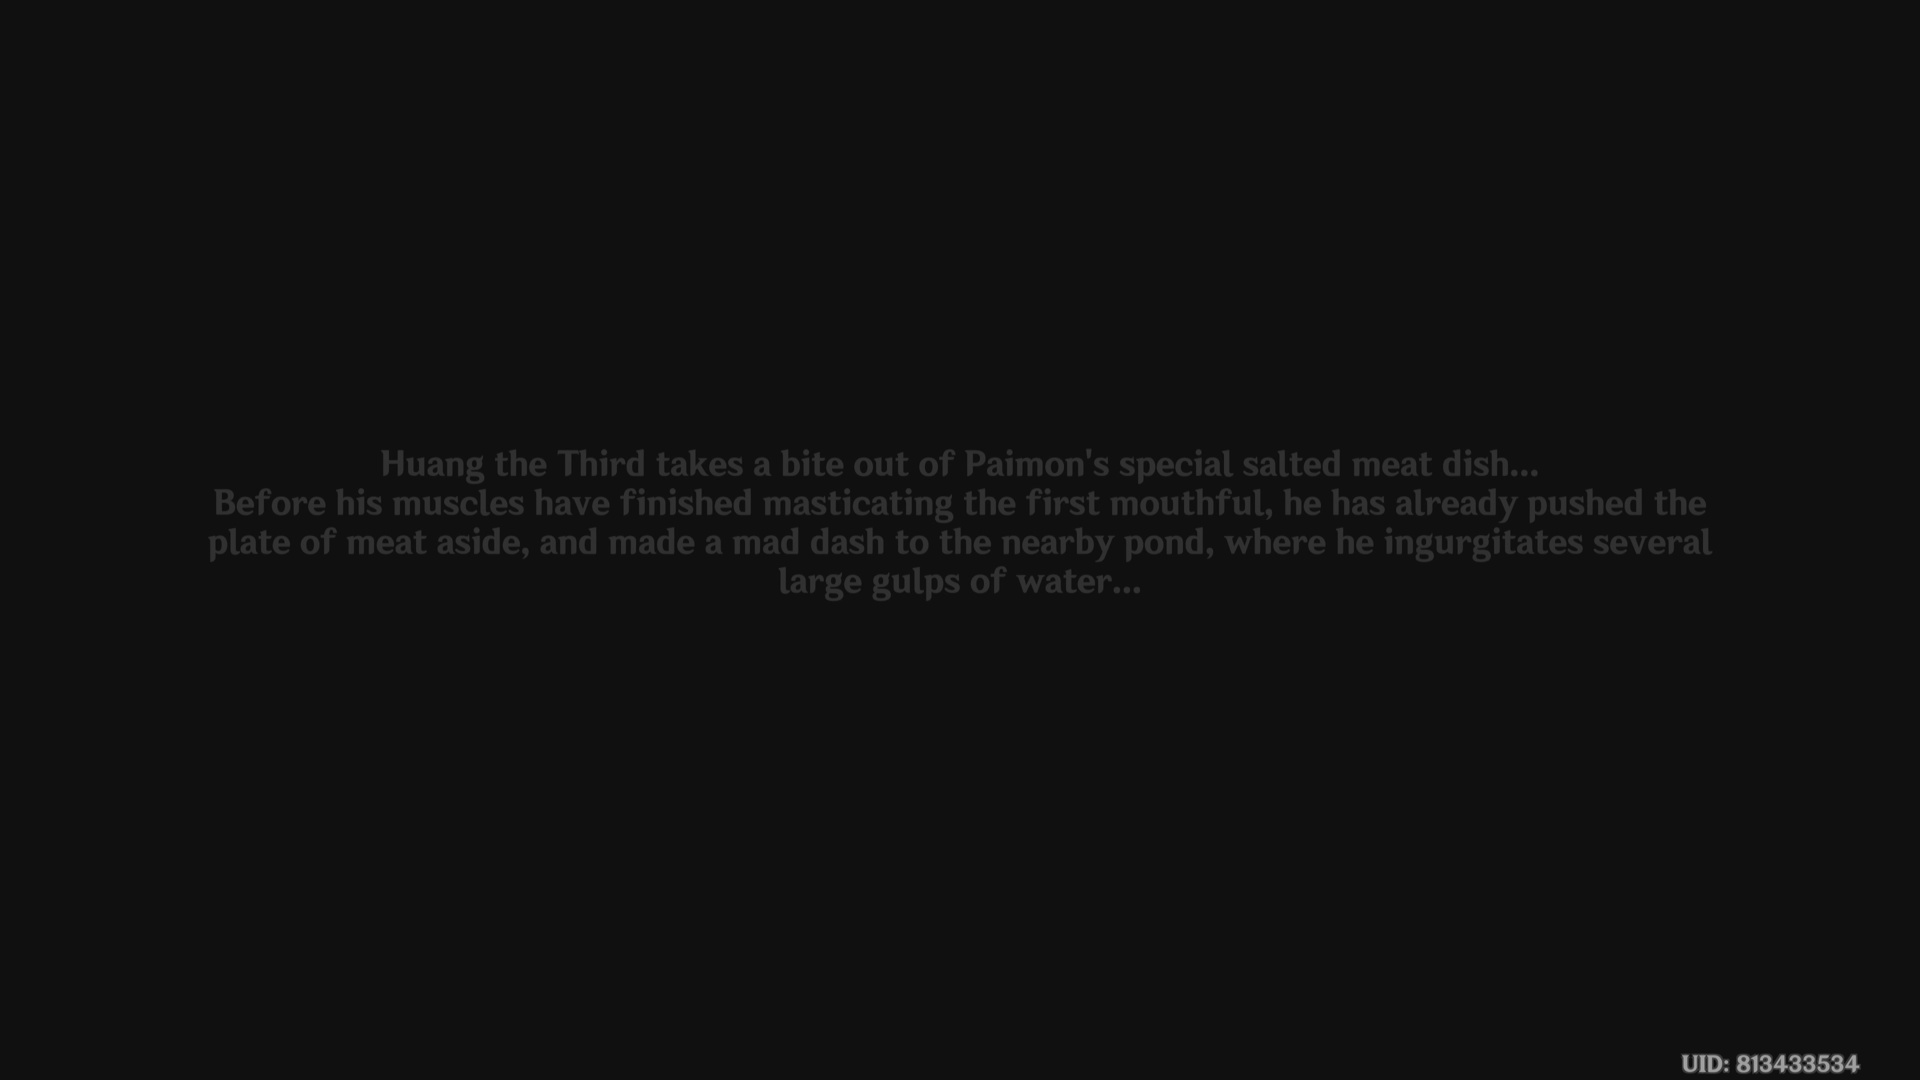 Huang the Third takes a bite out of Paimon's special salted meat dish...
Before his muscles have finished masticating the first mouthful, he has already pushed the
plate of meat aside, and made a mad dash to the nearby pond, where he ingurgitates several
large gulps of water...
UID: 813433534